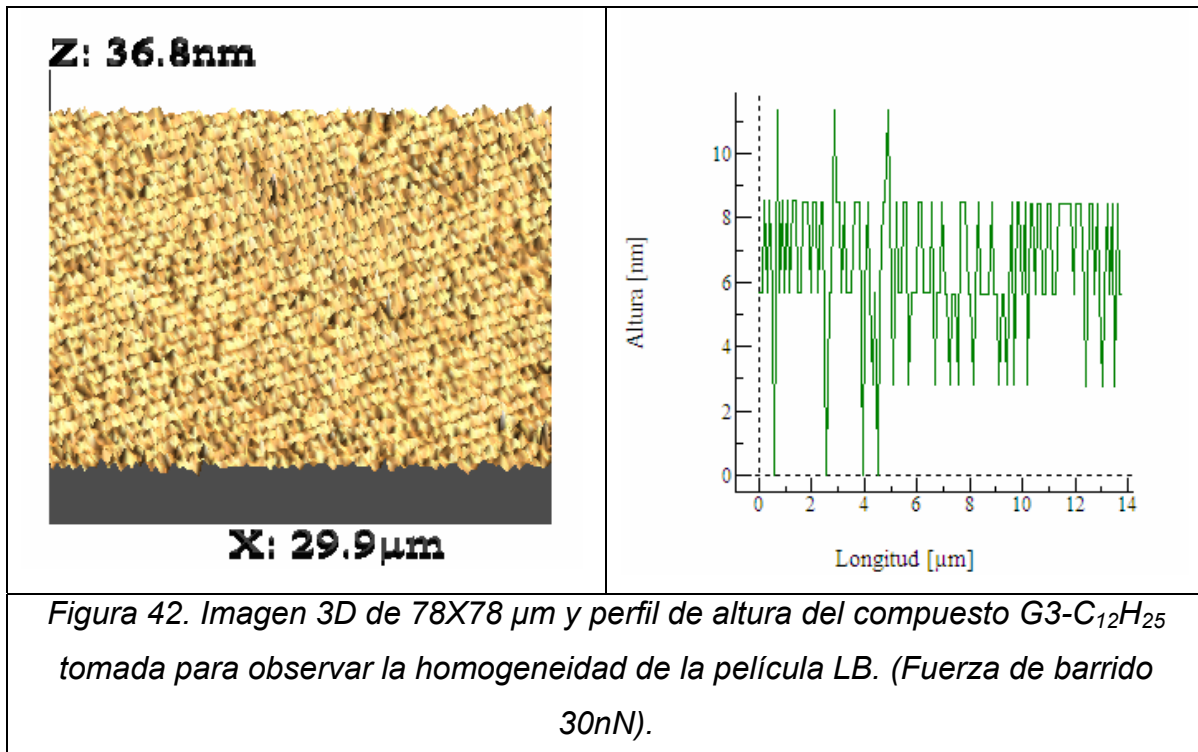 Z: 36.8nm
X: 29.9µm
Altura [nm]
10
8
6
4
2
0
0 2 4 6 8 10 12 14
Longitud [µm]
Figura 42. Imagen 3D de 78X78 µm y perfil de altura del compuesto G3-C₁₂H₂₅
tomada para observar la homogeneidad de la película LB. (Fuerza de barrido
30nN).